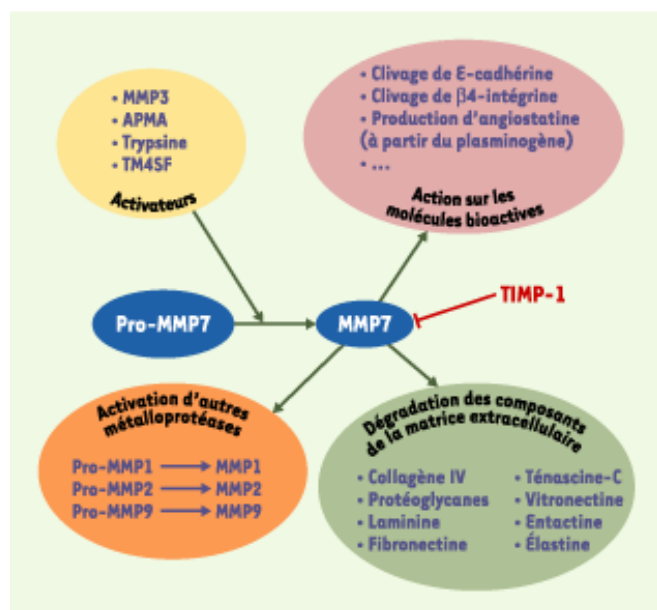 • MMP3
• APMA
• Trypsine
• TM4SF
Activateurs
• Clivage de E-cadhérine
• Clivage de β4-intégrine
• Production d'angiostatine
(à partir du plasminogène)
• ...
Action sur les
molécules bioactives
Pro-MMP7
MMP7
TIMP-1
Activation d'autres
métalloprotéases
Pro-MMP1 → MMP1
Pro-MMP2 → MMP2
Pro-MMP9 → MMP9
Dégradation des composants
de la matrice extracellulaire
• Collagène IV
• Protéoglycanes
• Laminine
• Fibronectine
• Ténascine-C
• Vitronectine
• Entactine
• Élastine